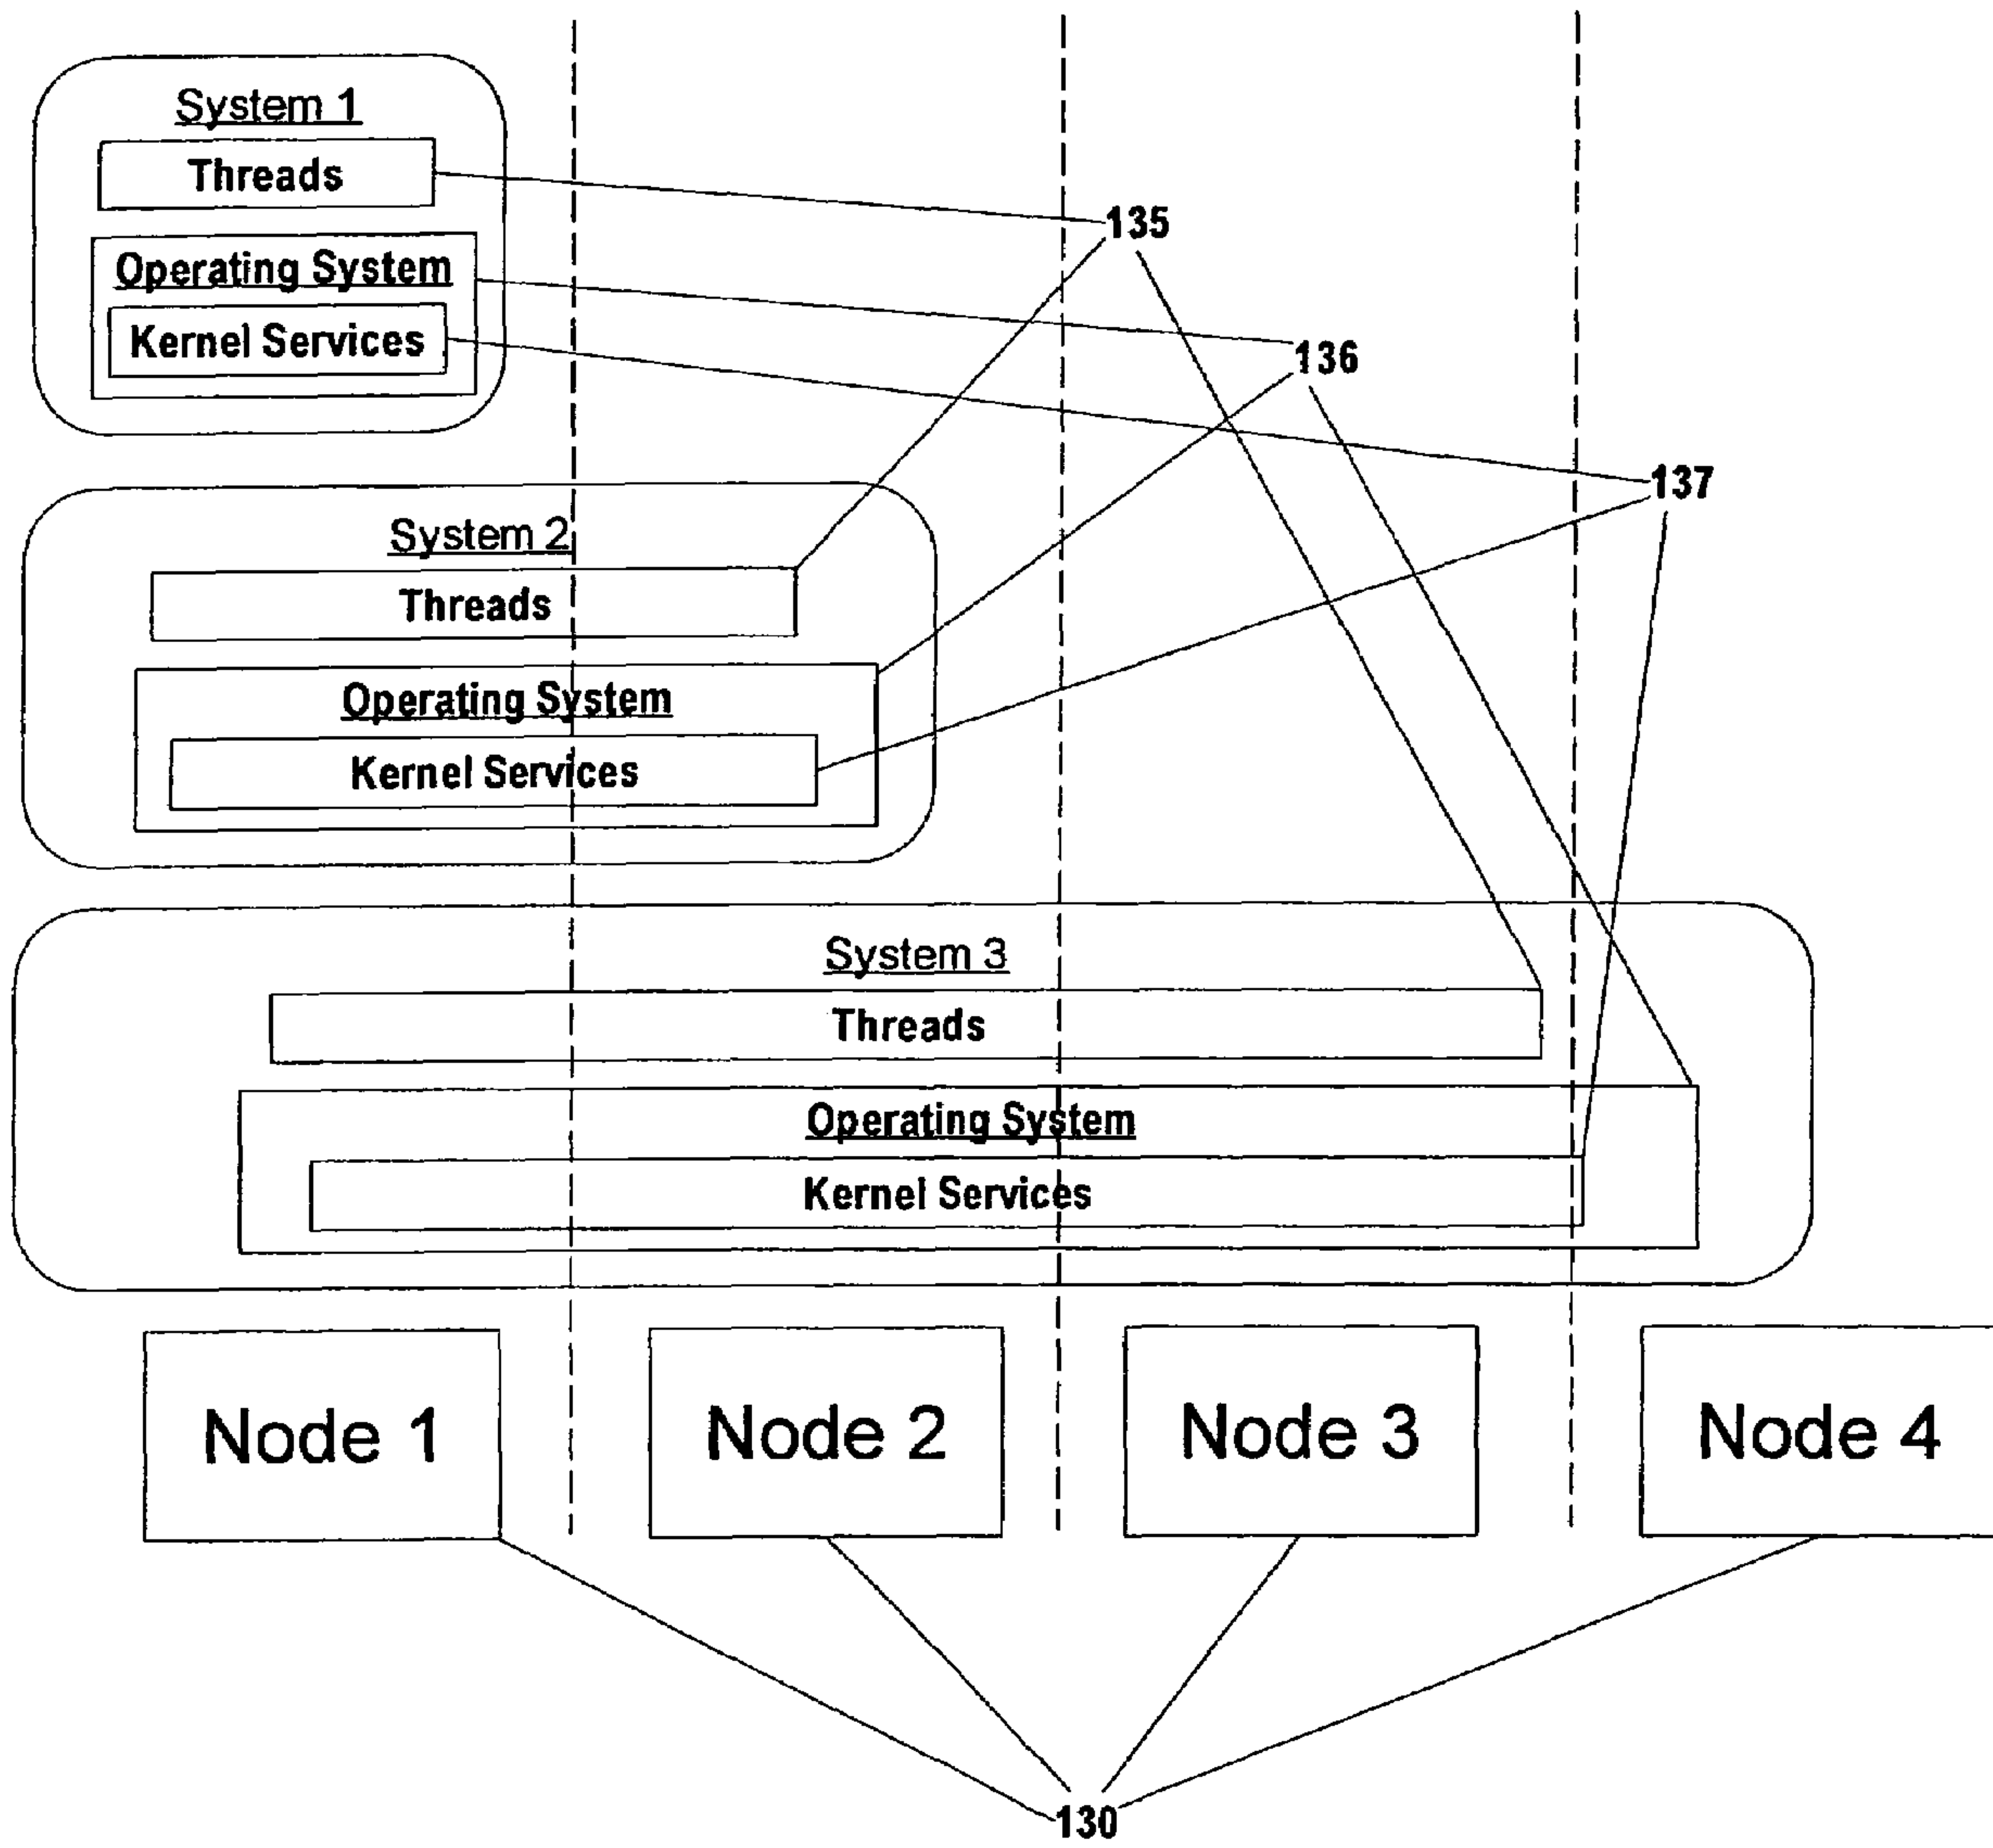 System 1
Threads
135
Operating System
136
Kernel Services
137
System 2
Threads
Operating System
Kernel Services
System 3
Threads
Operating System
Kernel Services
Node 1
Node 2
Node 3
Node 4
130